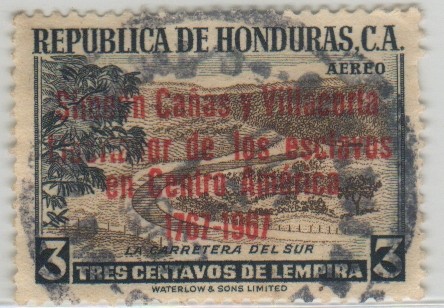 REPUBLICA DE HONDURAS, C.A.
AEREO
Simeón Cañas y Villacorta
Libertador de los esclavos
en Centro América
1767-1967
LA CARRETERA DEL SUR
3 TRES CENTAVOS DE LEMPIRA 3
WATERLOW & SONS LIMITED